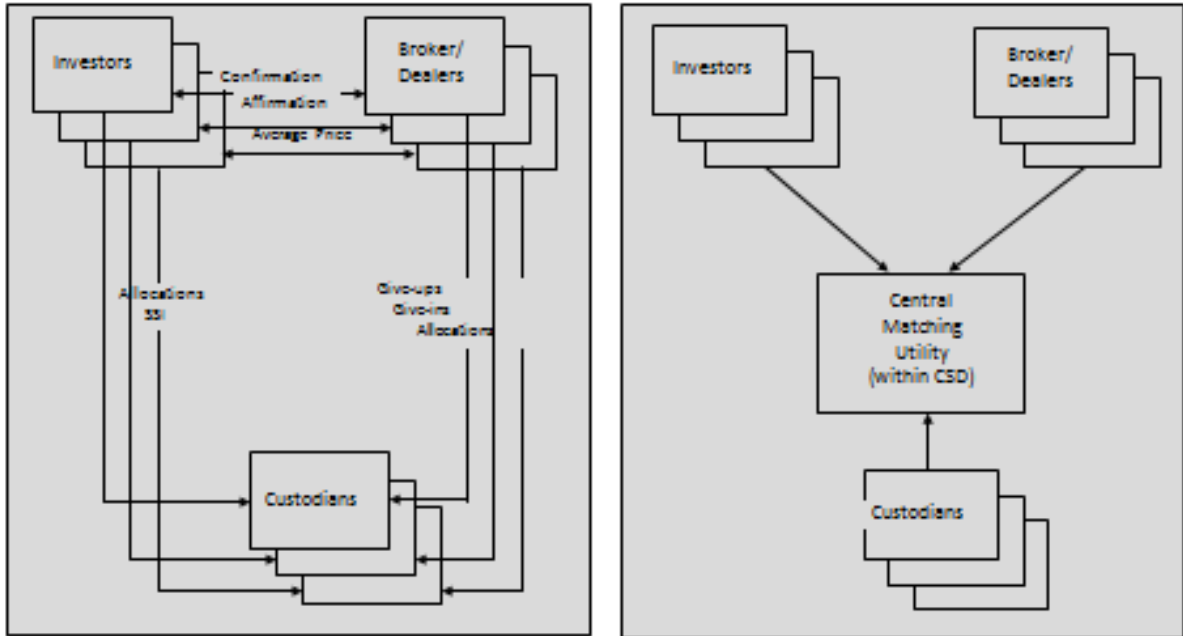 Investors
Broker/
Dealers
Confirmation
Affirmation
Average Price
Allocations
SSI
Give-ups
Give-ins
Allocations
Custodians
Investors
Broker/
Dealers
Central
Matching
Utility
(within CSD)
Custodians